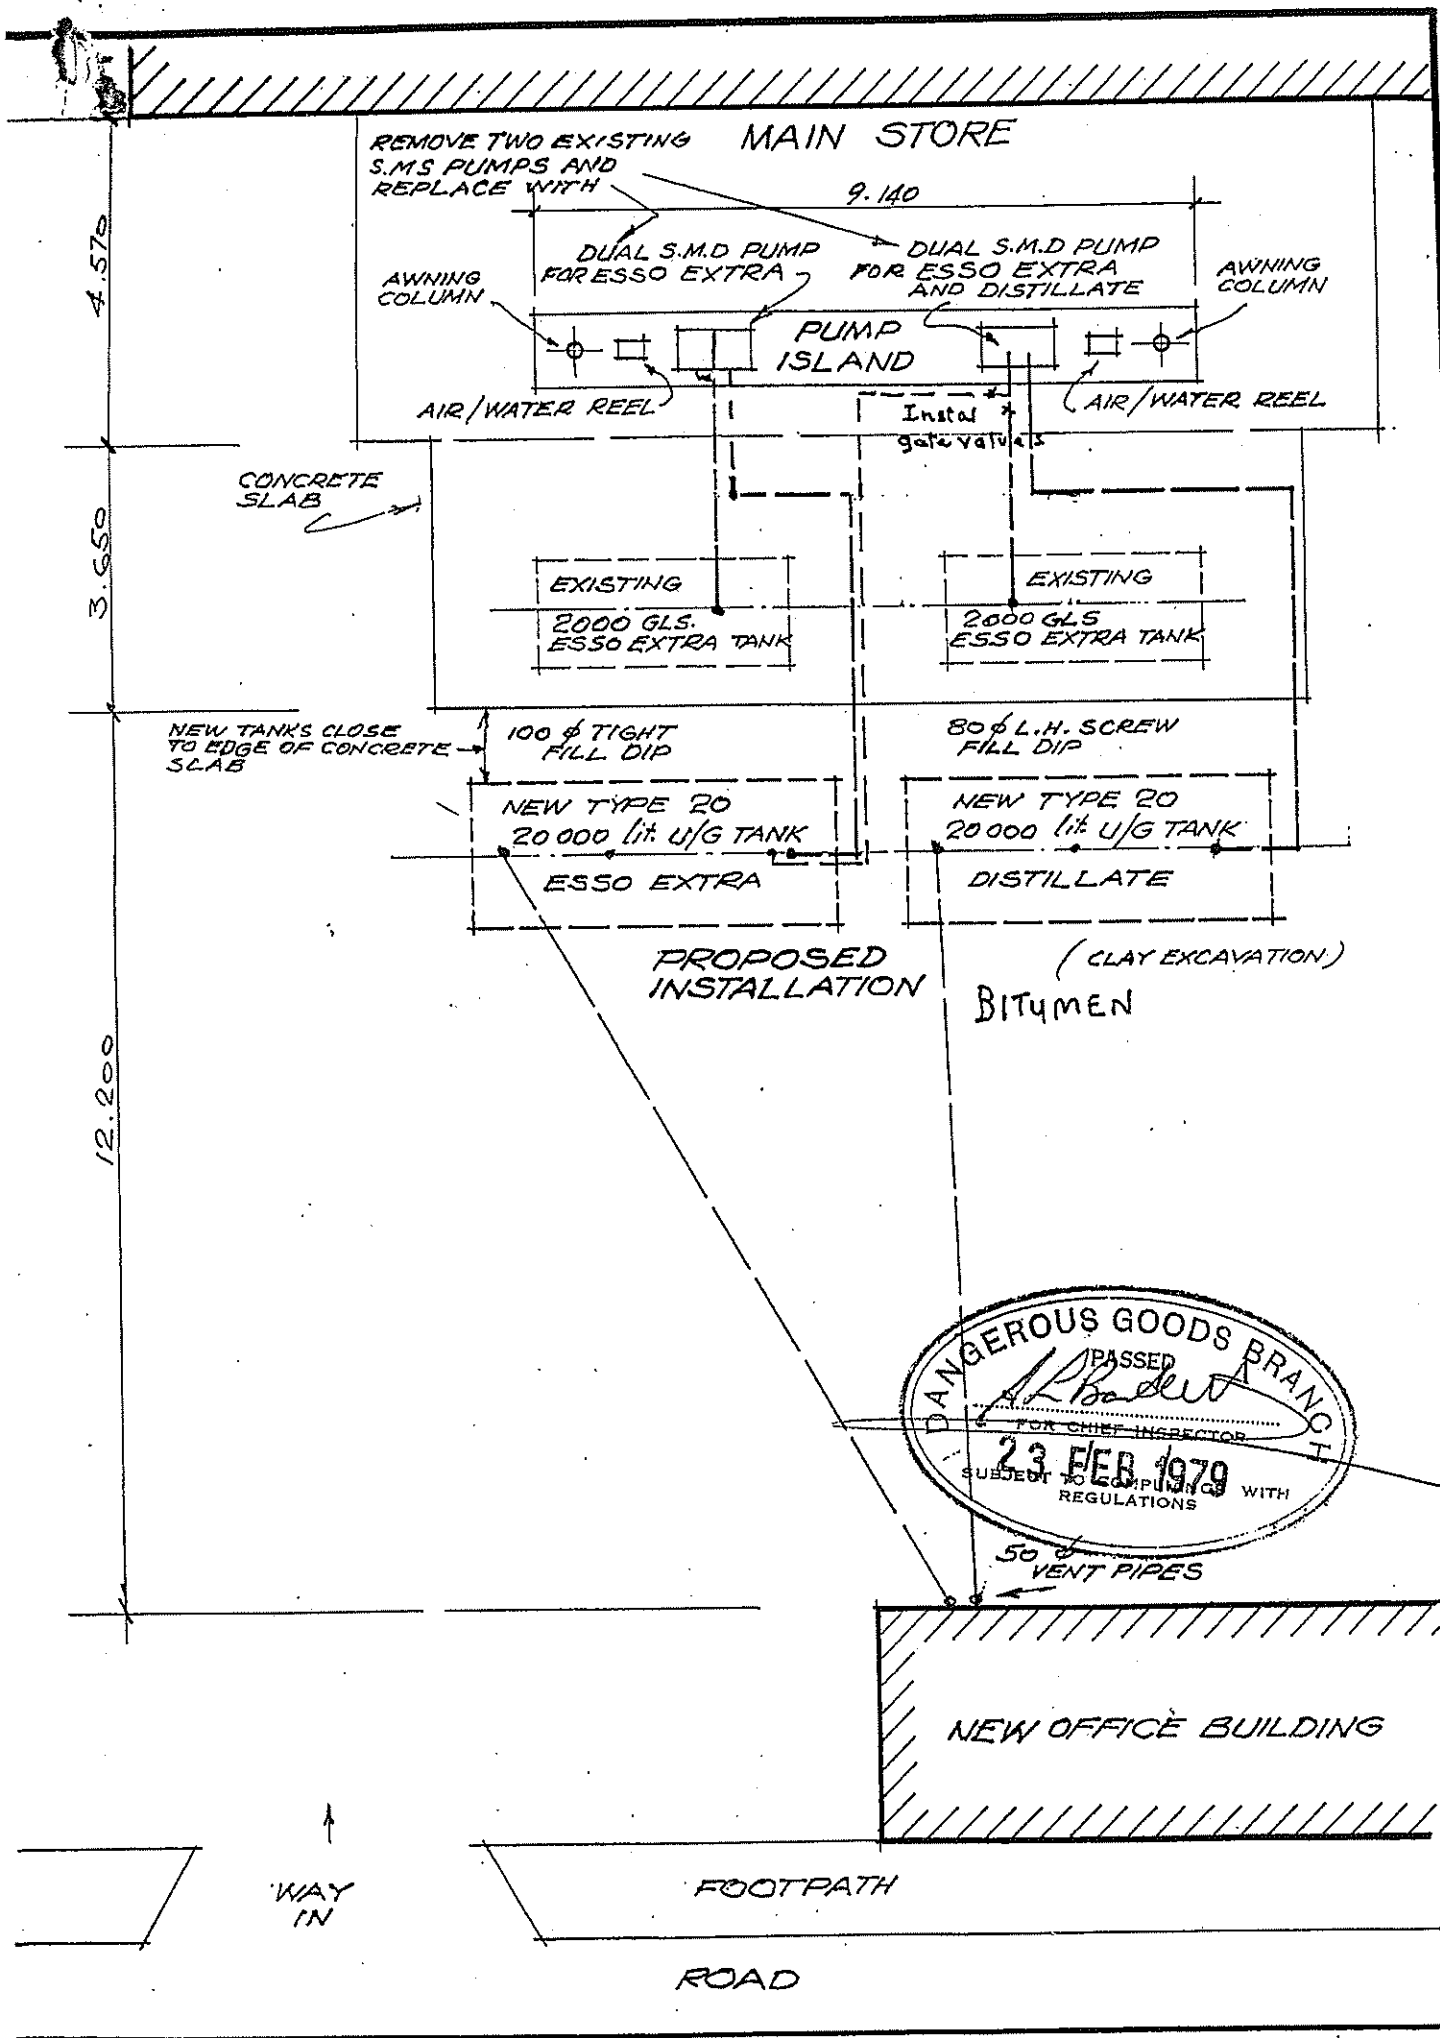 REMOVE TWO EXISTING
S.M.S PUMPS AND
REPLACE WITH
MAIN STORE
9.140
4.570
DUAL S.M.D PUMP
FOR ESSO EXTRA
DUAL S.M.D PUMP
FOR ESSO EXTRA
AND DISTILLATE
AWNING
COLUMN
AWNING
COLUMN
PUMP
ISLAND
AIR/WATER REEL
Instal
gate valves
AIR/WATER REEL
CONCRETE
SLAB
3.650
EXISTING
2000 GLS.
ESSO EXTRA TANK
EXISTING
2000 GLS
ESSO EXTRA TANK
NEW TANKS CLOSE
TO EDGE OF CONCRETE
SLAB
100 ϕ TIGHT
FILL DIP
80 ϕ L.H. SCREW
FILL DIP
NEW TYPE 20
20 000 lit. U/G TANK
ESSO EXTRA
NEW TYPE 20
20 000 lit. U/G TANK
DISTILLATE
PROPOSED
INSTALLATION
(CLAY EXCAVATION)
BITUMEN
12.200
DANGEROUS GOODS BRANCH
PASSED
FOR CHIEF INSPECTOR
23 FEB 1979
SUBJECT TO WITH
REGULATIONS
50 ϕ
VENT PIPES
NEW OFFICE BUILDING
WAY
IN
FOOTPATH
ROAD